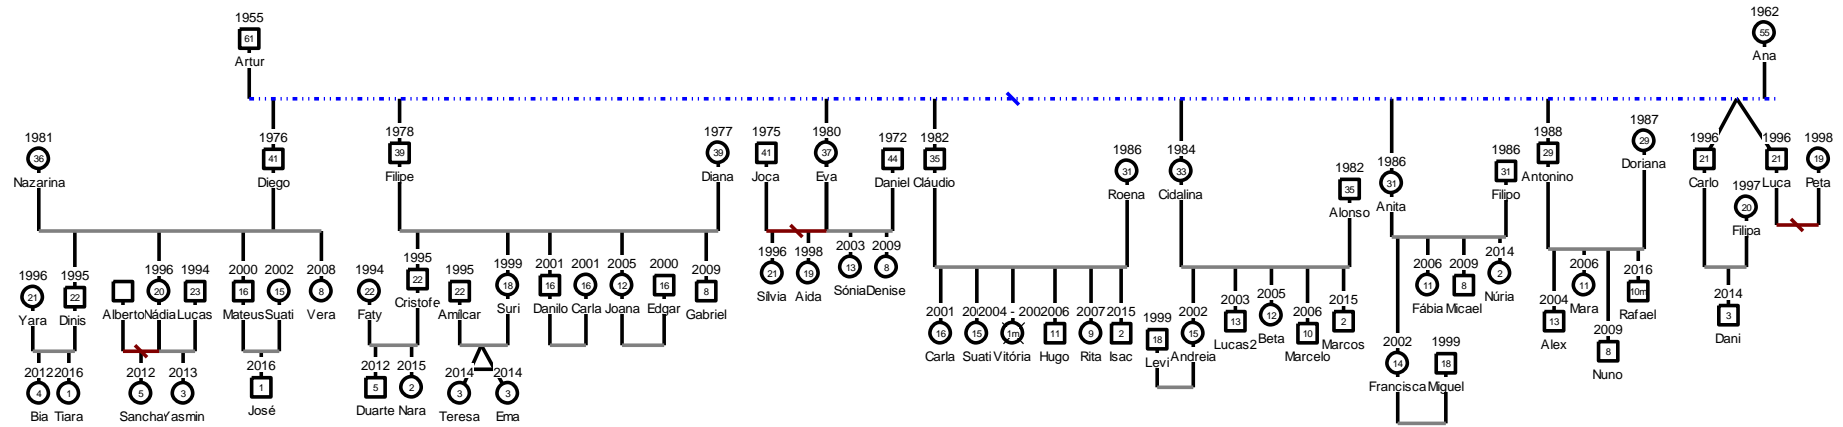 1955
61
Artur
1962
55
Ana
1981
36
Nazarina
1976
41
Diego
1978
39
Filipe
1977
39
Diana
1975
41
Joca
1980
37
Eva
1972
44
Daniel
1982
35
Cláudio
1986
31
Roena
1984
33
Cidalina
1982
35
Alonso
1986
31
Anita
1986
31
Filipo
1988
29
Antonino
1987
29
Doriana
1996
21
Carlo
1997
20
Filipa
1996
21
Luca
1998
19
Peta
1996
21
Yara
1995
22
Dinis
Alberto
1996
20
Nádia
1994
23
Lucas
2000
16
Mateus
2002
15
Suati
2008
8
Vera
1994
22
Faty
1995
22
Cristofe
1995
22
Amílcar
1999
18
Suri
2001
16
Danilo
2001
16
Carla
2005
12
Joana
2000
16
Edgar
2009
8
Gabriel
1996
21
Sílvia
1998
19
Aida
2003
13
Sónia
2009
8
Denise
2001
16
Carla
15
Suati
2004 - 200
1m
Vitória
2006
11
Hugo
2007
9
Rita
2015
2
Isac
1999
18
Levi
2002
15
Andreia
2003
13
Lucas2
2005
12
Beta
2006
10
Marcelo
2015
2
Marcos
2002
14
Francisca
1999
18
Miguel
2006
11
Fábia
2009
8
Micael
2014
2
Núria
2004
13
Alex
2006
11
Mara
2009
8
Nuno
2016
10m
Rafael
2014
3
Dani
2012
4
Bia
2016
1
Tiara
2012
5
Sancha
2013
3
Yasmin
2016
1
José
2012
5
Duarte
2015
2
Nara
2014
3
Teresa
2014
3
Ema